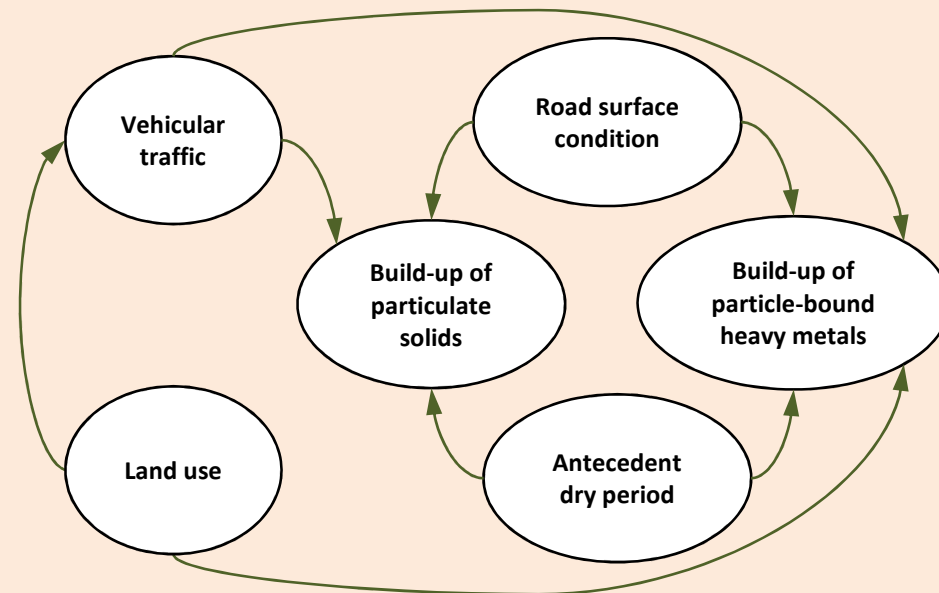 Vehicular
traffic
Road surface
condition
Build-up of
particulate
solids
Build-up of
particle-bound
heavy metals
Land use
Antecedent
dry period